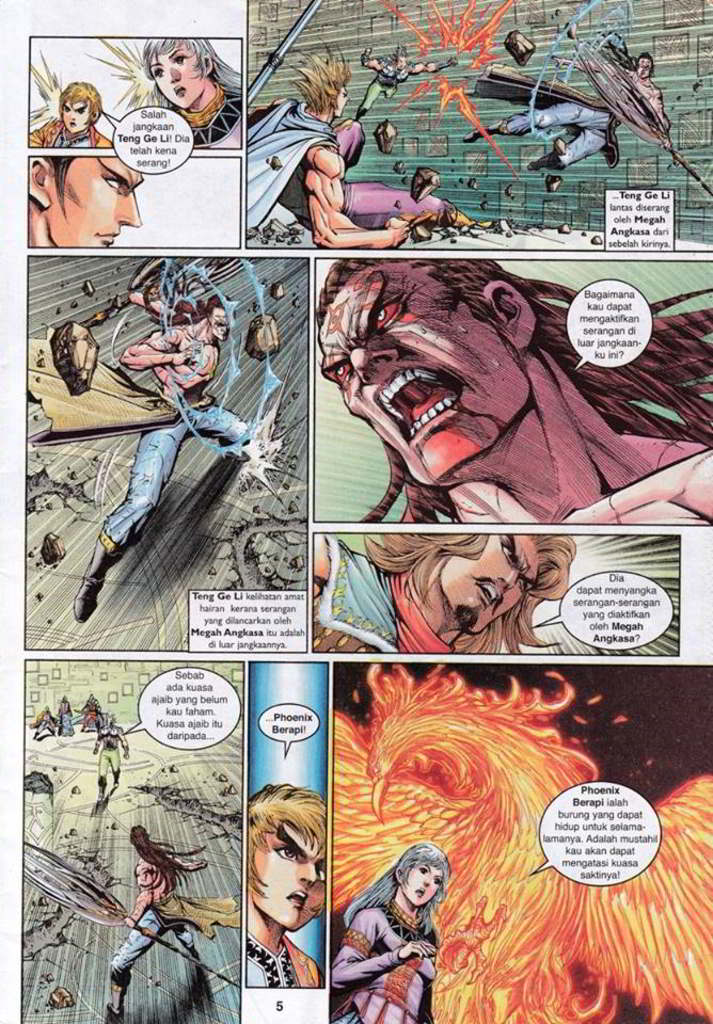 Salah
jangkaan
Teng Ge Li! Dia
telah kena
serang!
...Teng Ge Li
lantas diserang
oleh Megah
Angkasa dari
sebelah kirinya.
Teng Ge Li kelihatan amat
hairan kerana serangan
yang dilancarkan oleh
Megah Angkasa itu adalah
di luar jangkaannya.
Bagaimana
kau dapat
mengaktifkan
serangan di
luar jangkaan-
ku ini?
Dia
dapat menyangka
serangan-serangan
yang diaktifkan
oleh Megah
Angkasa?
Sebab
ada kuasa
ajaib yang belum
kau faham.
Kuasa ajaib itu
daripada...
...Phoenix
Berapi!
Phoenix
Berapi ialah
burung yang dapat
hidup untuk selama-
lamanya. Adalah mustahil
kau akan dapat
mengatasi kuasa
saktinya!
5